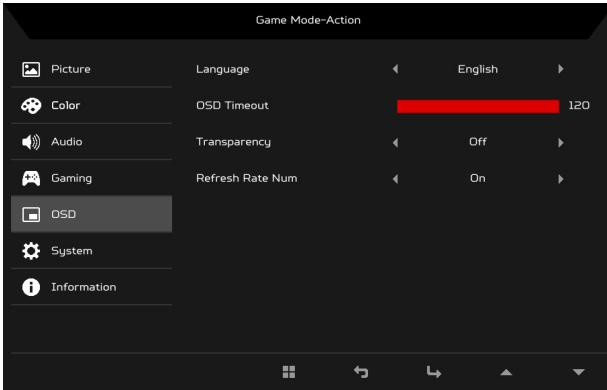 Game Mode-Action
Picture
Language English
Color
OSD Timeout 120
Audio
Transparency Off
Gaming
Refresh Rate Num On
OSD
System
Information